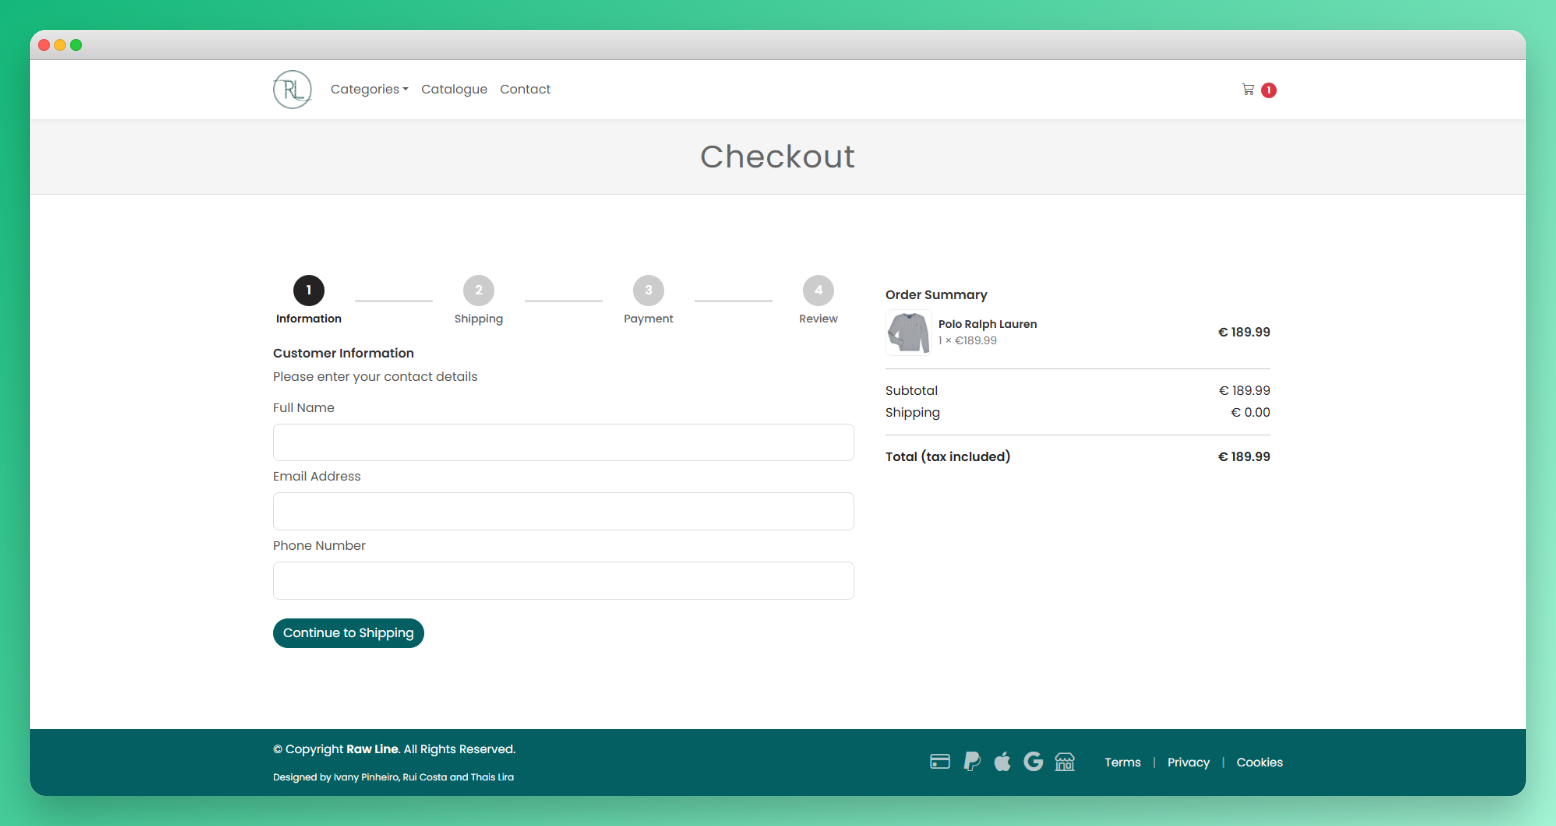 RL
Categories Catalogue Contact
1
Checkout
1 2 3 4
Information Shipping Payment Review
Customer Information
Please enter your contact details
Full Name
Email Address
Phone Number
Continue to Shipping
Order Summary
Polo Ralph Lauren
1 × €189.99
€ 189.99
Subtotal € 189.99
Shipping € 0.00
Total (tax included) € 189.99
© Copyright Raw Line. All Rights Reserved.
Designed by Ivany Pinheiro, Rui Costa and Thais Lira
Terms | Privacy | Cookies